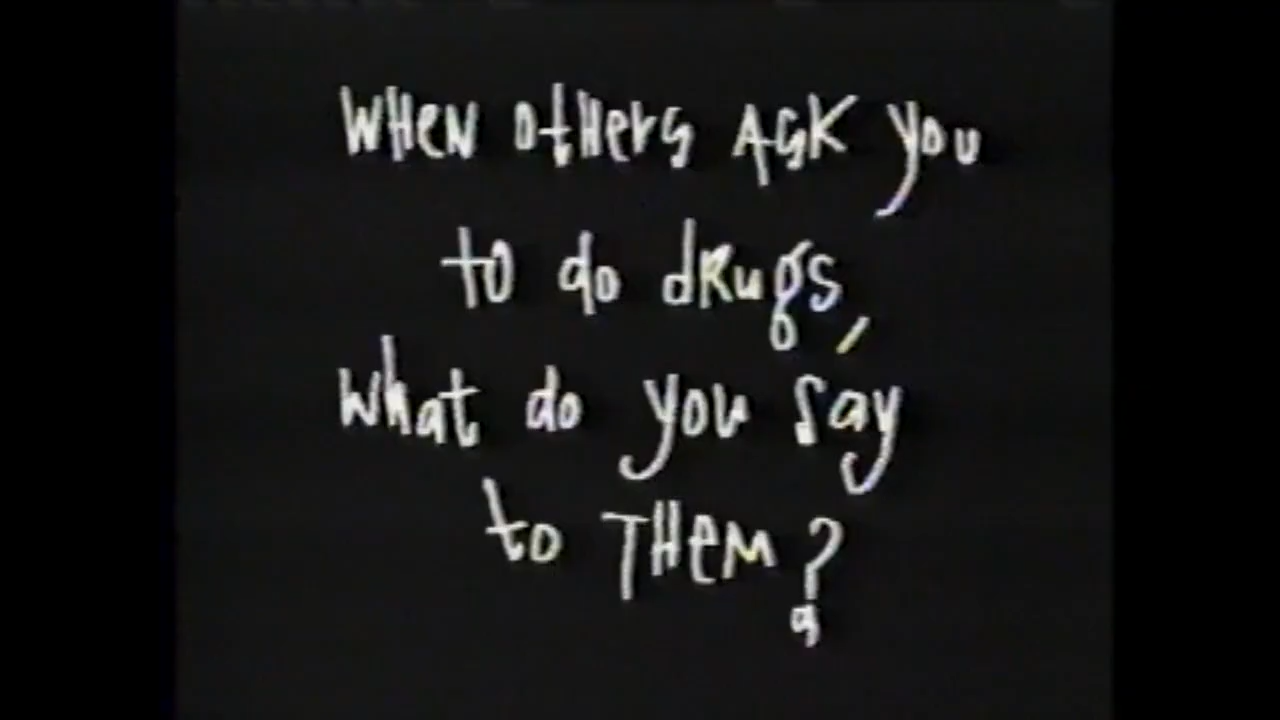 WHEN OtHerS ASK you
to do dRugs,
what do you say
to THEM?